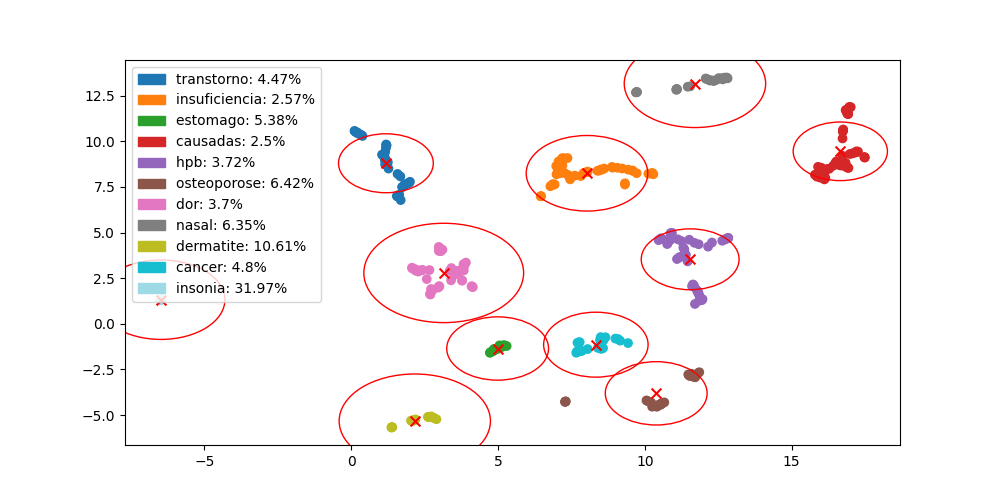 transtorno: 4.47%
insuficiencia: 2.57%
estomago: 5.38%
causadas: 2.5%
hpb: 3.72%
osteoporose: 6.42%
dor: 3.7%
nasal: 6.35%
dermatite: 10.61%
cancer: 4.8%
insonia: 31.97%
12.5
10.0
7.5
5.0
2.5
0.0
−2.5
−5.0
−5 0 5 10 15